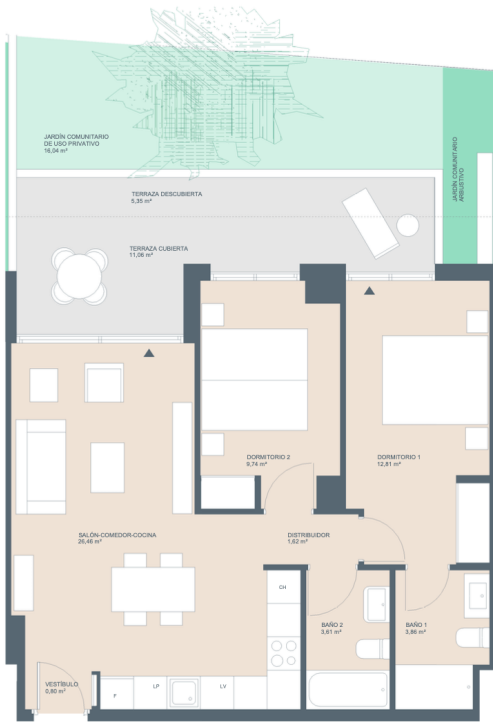 JARDÍN COMUNITARIO
DE USO PRIVATIVO
16,04 m²
JARDÍN COMUNITARIO
ARBUSTIVO
TERRAZA DESCUBIERTA
5,35 m²
TERRAZA CUBIERTA
11,06 m²
DORMITORIO 2
9,74 m²
DORMITORIO 1
12,81 m²
SALÓN-COMEDOR-COCINA
26,46 m²
DISTRIBUIDOR
1,62 m²
CH
BAÑO 2
3,61 m²
BAÑO 1
3,86 m²
VESTÍBULO
0,80 m²
F
LP
LV